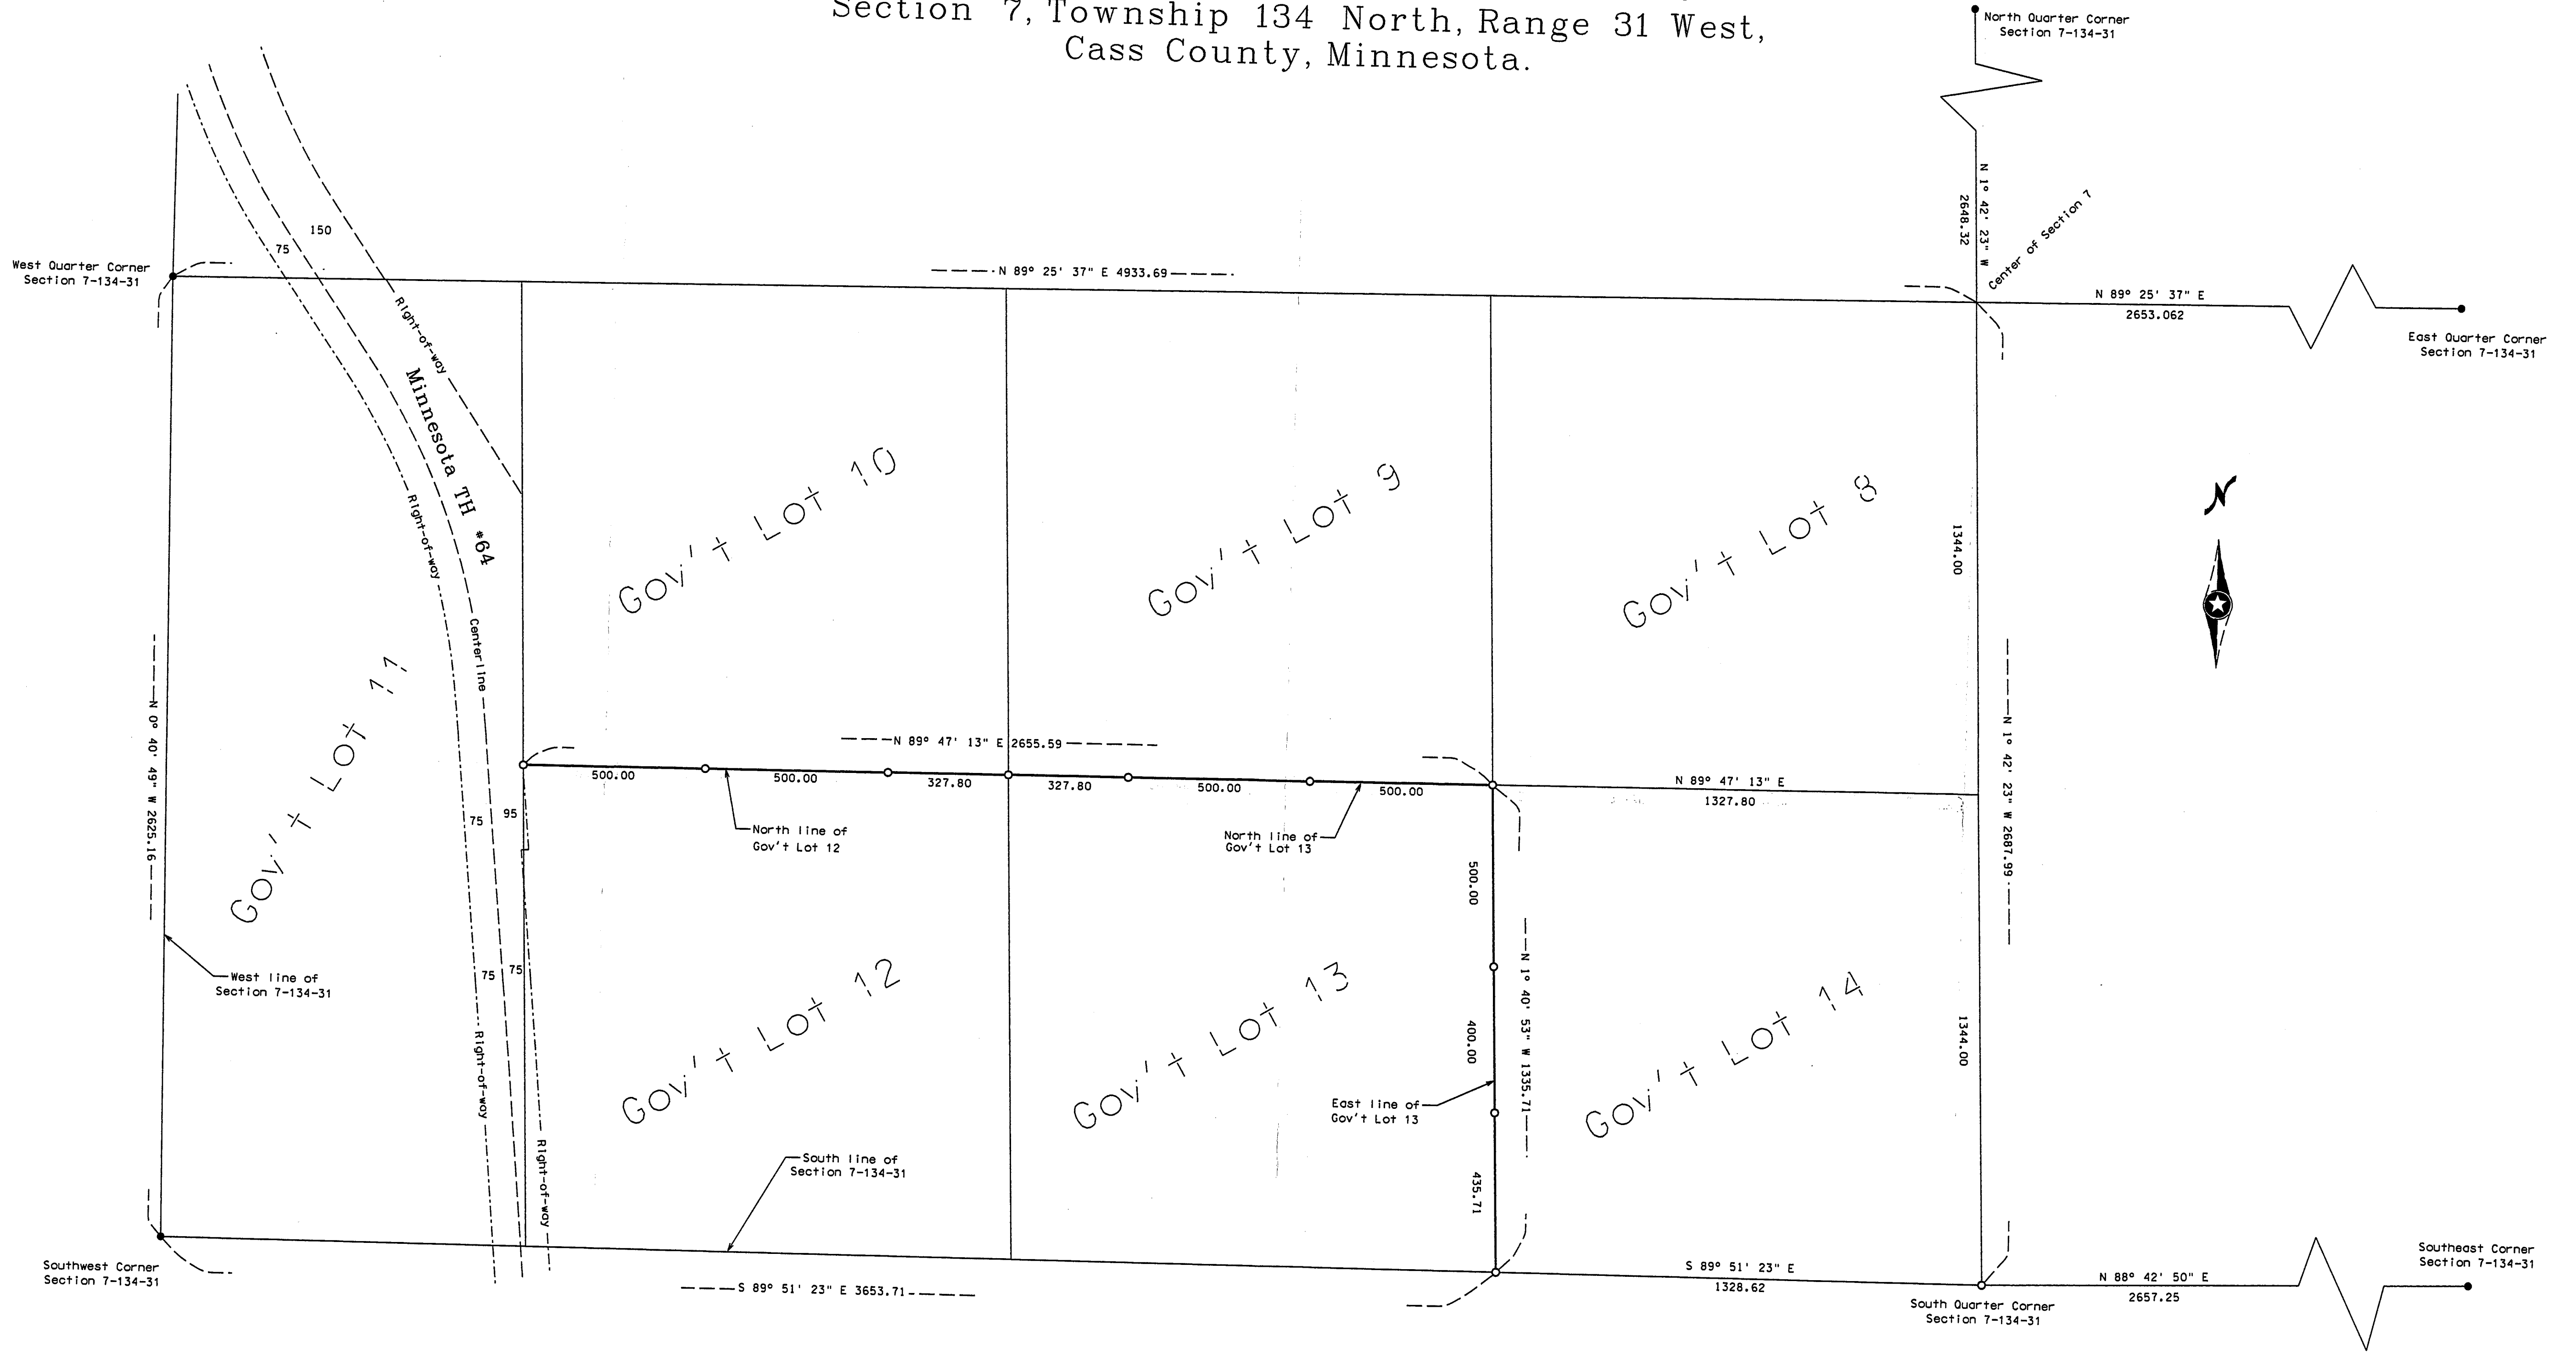 Section 7, Township 134 North, Range 31 West,
Cass County, Minnesota.
North Quarter Corner
Section 7-134-31
N 1° 42' 23" W
2648.32
Center of Section 7
150
75
West Quarter Corner
Section 7-134-31
N 89° 25' 37" E 4933.69
N 89° 25' 37" E
2653.062
East Quarter Corner
Section 7-134-31
Right-of-way
Minnesota TH #64
Right-of-way
Centerline
Gov't Lot 10
Gov't Lot 9
Gov't Lot 8
1344.00
N
Gov't Lot 11
N 0° 40' 49" W 2625.16
N 89° 47' 13" E 2655.59
500.00
500.00
327.80
327.80
500.00
500.00
N 89° 47' 13" E
1327.80
N 1° 42' 23" W 2687.99
75
95
North line of
Gov't Lot 12
North line of
Gov't Lot 13
500.00
West line of
Section 7-134-31
75
75
Gov't Lot 12
Gov't Lot 13
Gov't Lot 14
400.00
N 1° 40' 53" W 1335.71
1344.00
East line of
Gov't Lot 13
435.71
Right-of-way
Right-of-way
South line of
Section 7-134-31
Southwest Corner
Section 7-134-31
S 89° 51' 23" E 3653.71
S 89° 51' 23" E
1328.62
South Quarter Corner
Section 7-134-31
N 88° 42' 50" E
2657.25
Southeast Corner
Section 7-134-31